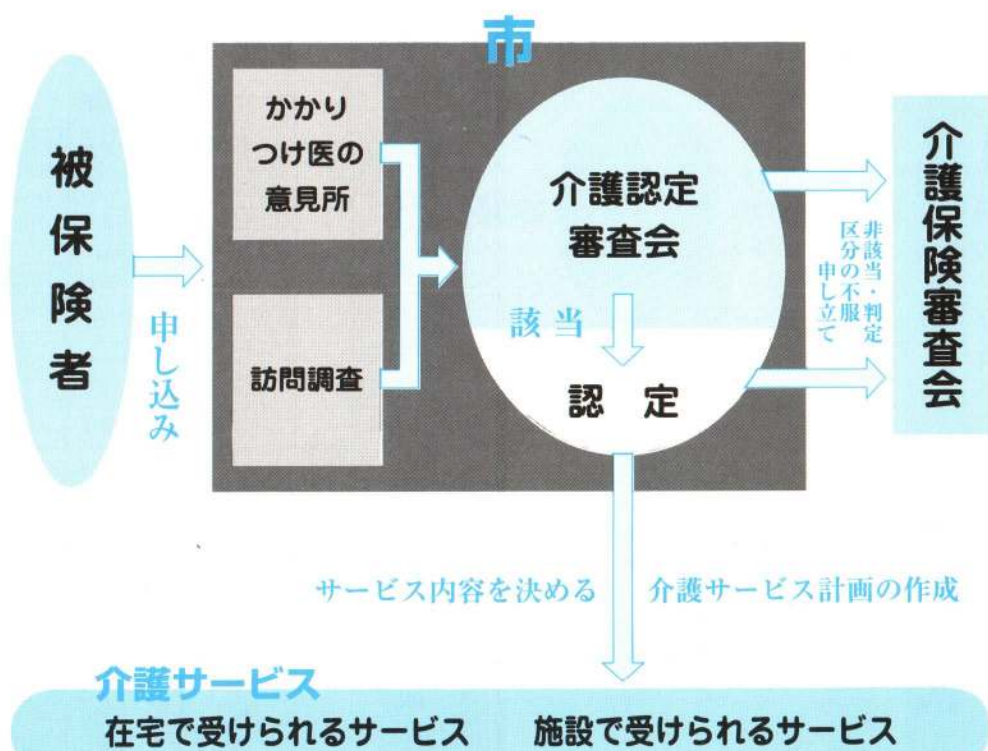 市
被保険者
申し込み
かかり
つけ医の
意見所
訪問調査
介護認定
審査会
該当
認 定
非該当・判定
区分の不服
申し立て
介護保険審査会
サービス内容を決める
介護サービス計画の作成
介護サービス
在宅で受けられるサービス
施設で受けられるサービス